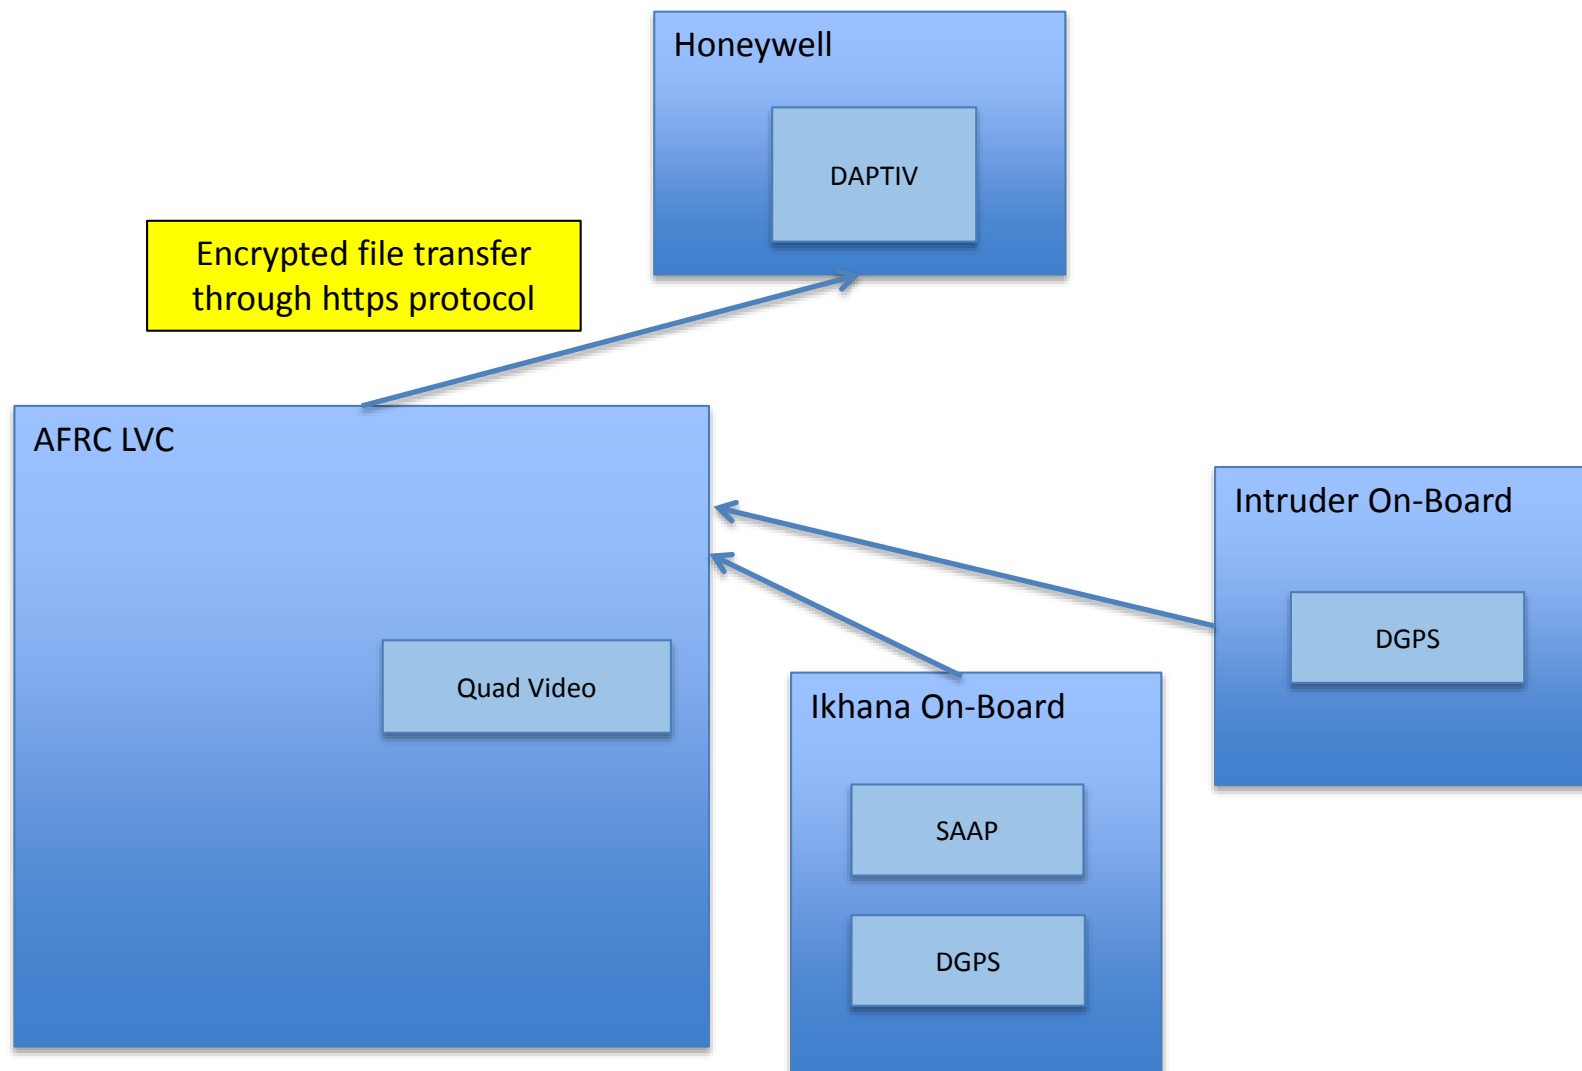 Honeywell
DAPTIV
Encrypted file transfer
through https protocol
AFRC LVC
Quad Video
Intruder On-Board
DGPS
Ikhana On-Board
SAAP
DGPS